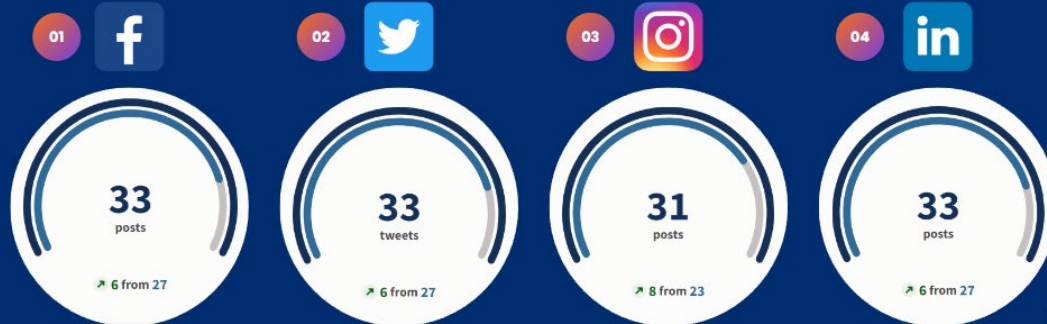 01
02
03
04
33
posts
6 from 27
33
tweets
6 from 27
31
posts
8 from 23
33
posts
6 from 27